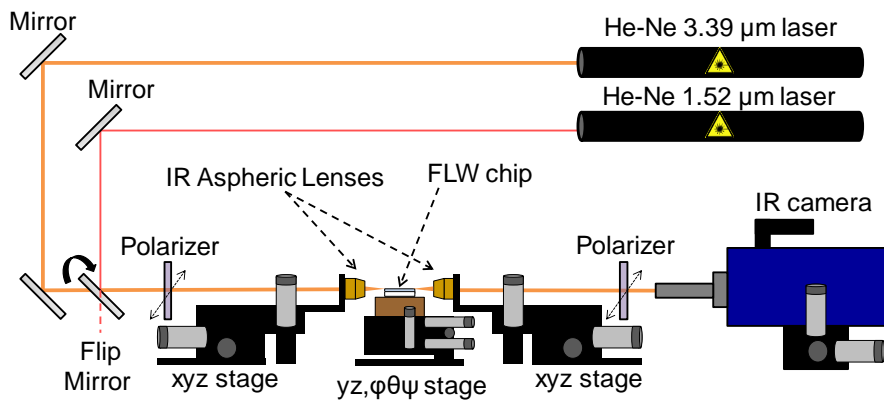 Mirror
He-Ne 3.39 μm laser
Mirror
He-Ne 1.52 μm laser
IR Aspheric Lenses
FLW chip
IR camera
Polarizer
Polarizer
Flip
Mirror
xyz stage
yz,φθψ stage
xyz stage